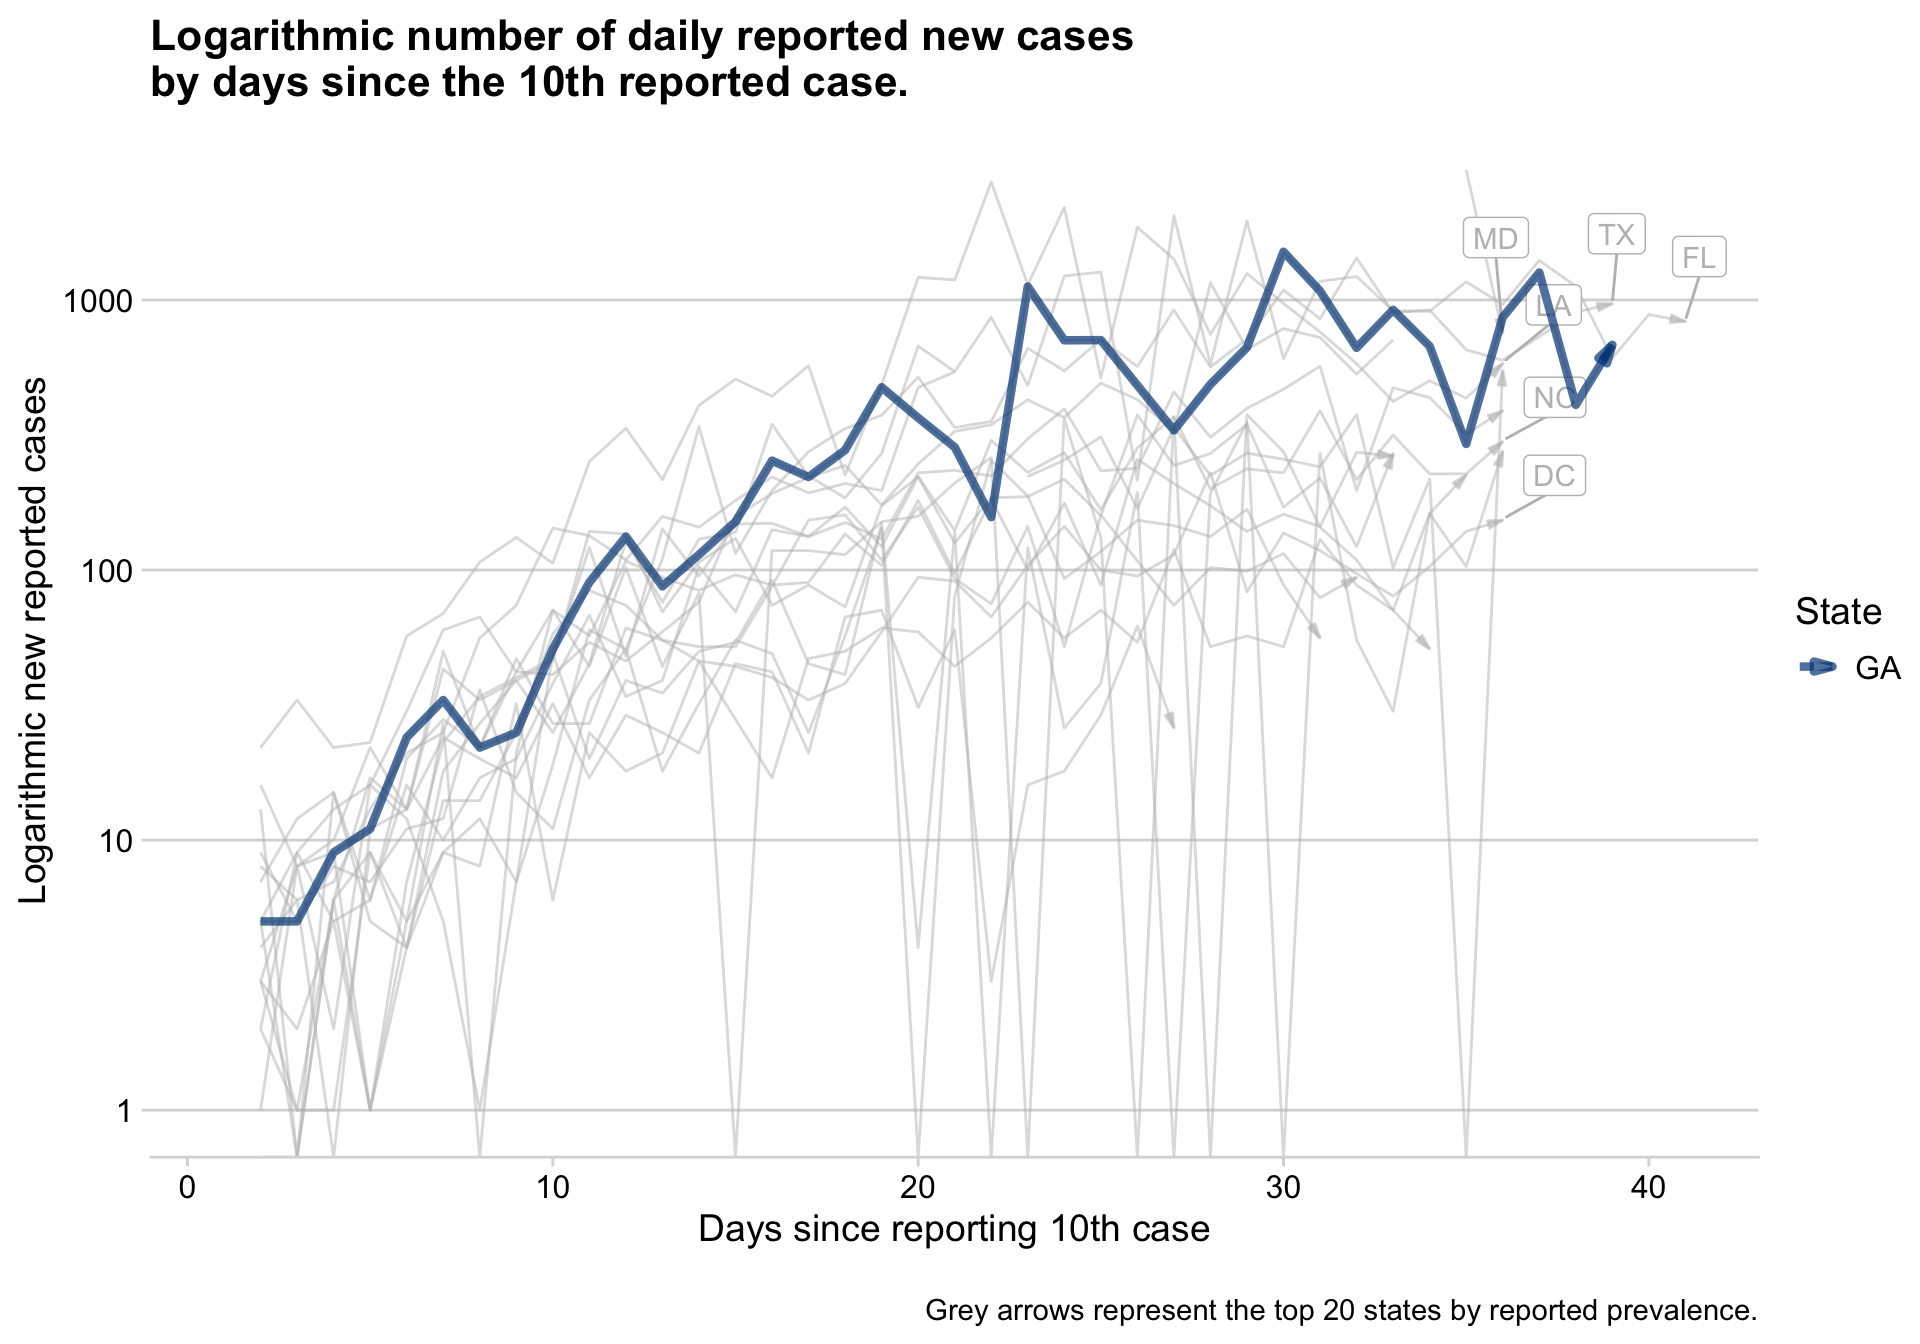 Logarithmic number of daily reported new cases
by days since the 10th reported case.
MD
TX
FL
LA
NC
DC
1000
100
10
1
Logarithmic new reported cases
0
10
20
30
40
Days since reporting 10th case
State
GA
Grey arrows represent the top 20 states by reported prevalence.